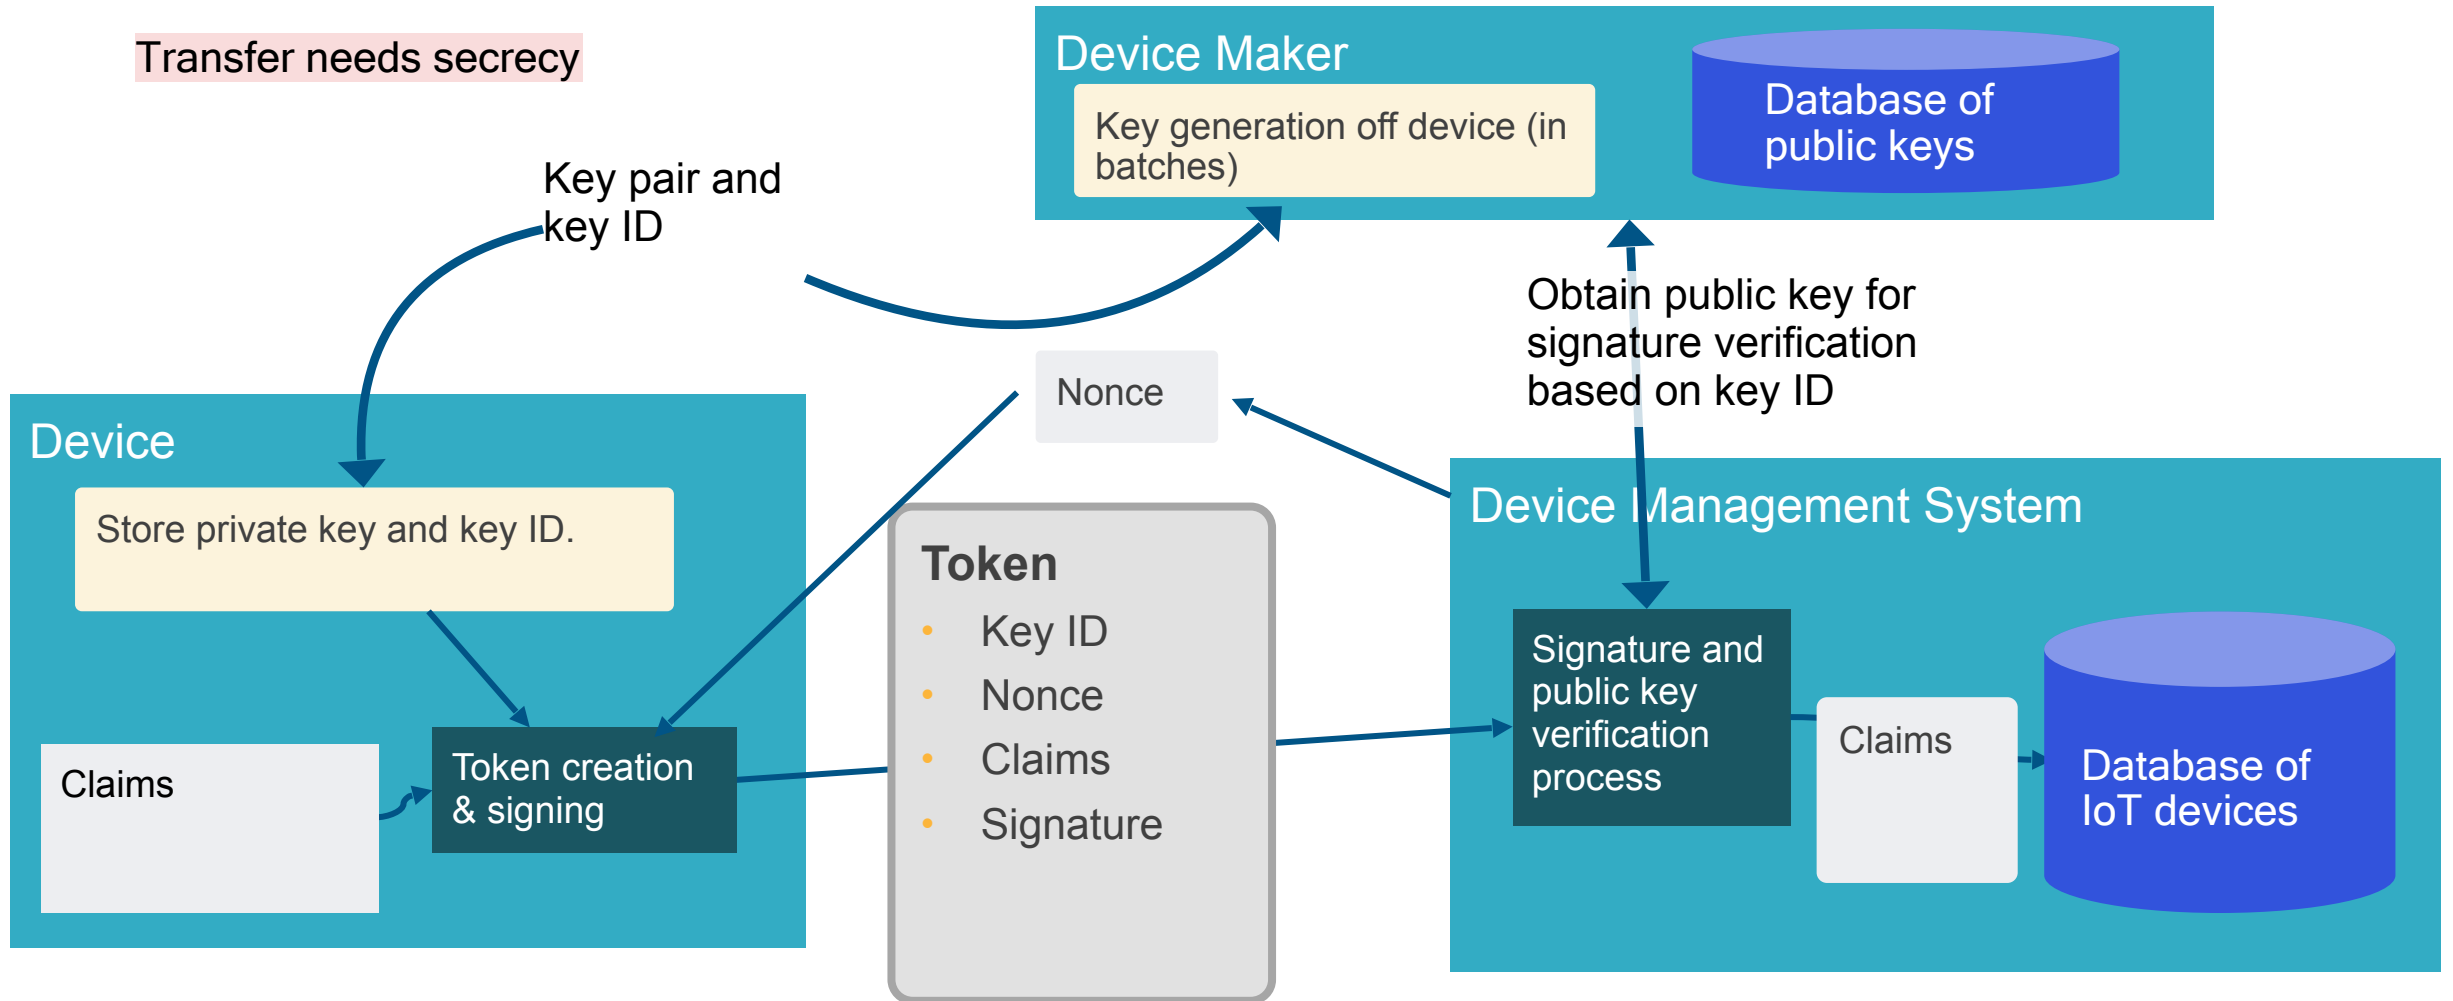 Transfer needs secrecy
Device Maker
Key generation off device (in
batches)
Database of
public keys
Key pair and
key ID
Obtain public key for
signature verification
based on key ID
Nonce
Device
Store private key and key ID.
Claims
Token creation
& signing
Token
• Key ID
• Nonce
• Claims
• Signature
Device Management System
Signature and
public key
verification
process
Claims
Database of
IoT devices